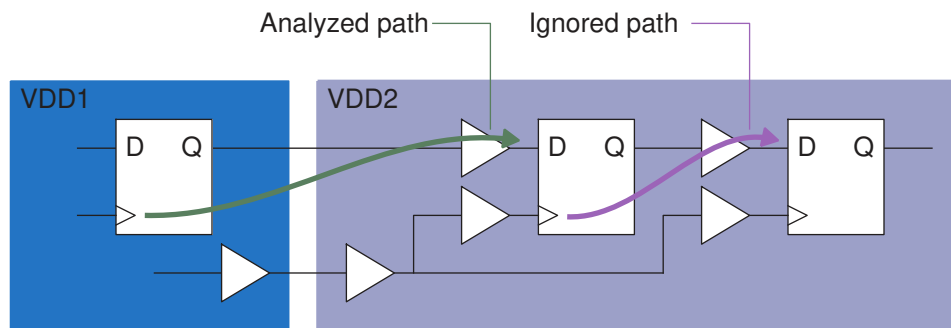 Analyzed path
Ignored path
VDD1
VDD2
D Q
D Q
D Q